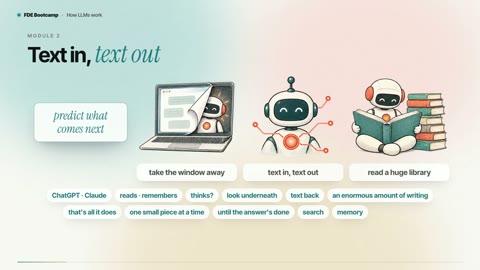 FDE Bootcamp · How LLMs work
MODULE 2
Text in, text out
predict what
comes next
take the window away
text in, text out
read a huge library
ChatGPT · Claude
reads · remembers
thinks?
look underneath
text back
an enormous amount of writing
that's all it does
one small piece at a time
until the answer's done
search
memory